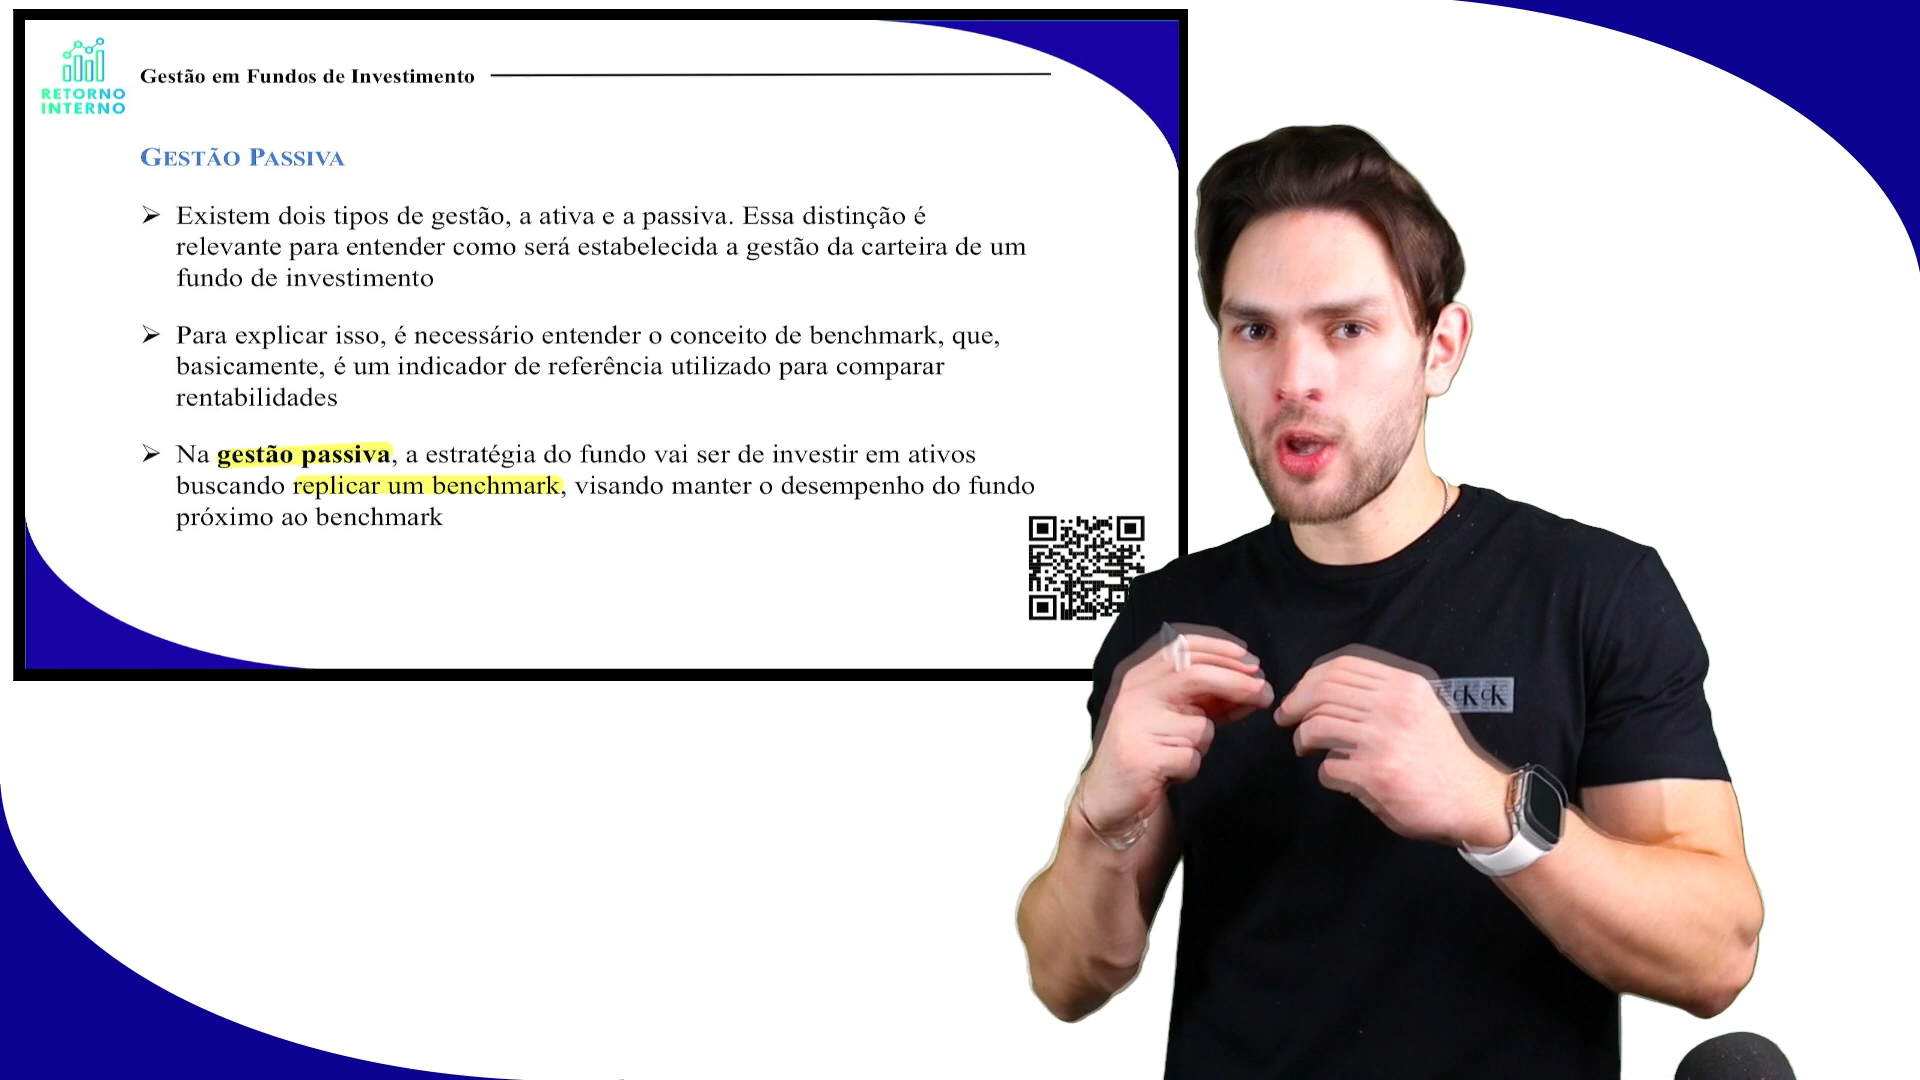 RETORNO
INTERNO
Gestão em Fundos de Investimento
GESTÃO PASSIVA
Existem dois tipos de gestão, a ativa e a passiva. Essa distinção é
relevante para entender como será estabelecida a gestão da carteira de um
fundo de investimento
Para explicar isso, é necessário entender o conceito de benchmark, que,
basicamente, é um indicador de referência utilizado para comparar
rentabilidades
Na gestão passiva, a estratégia do fundo vai ser de investir em ativos
buscando replicar um benchmark, visando manter o desempenho do fundo
próximo ao benchmark
cK cK